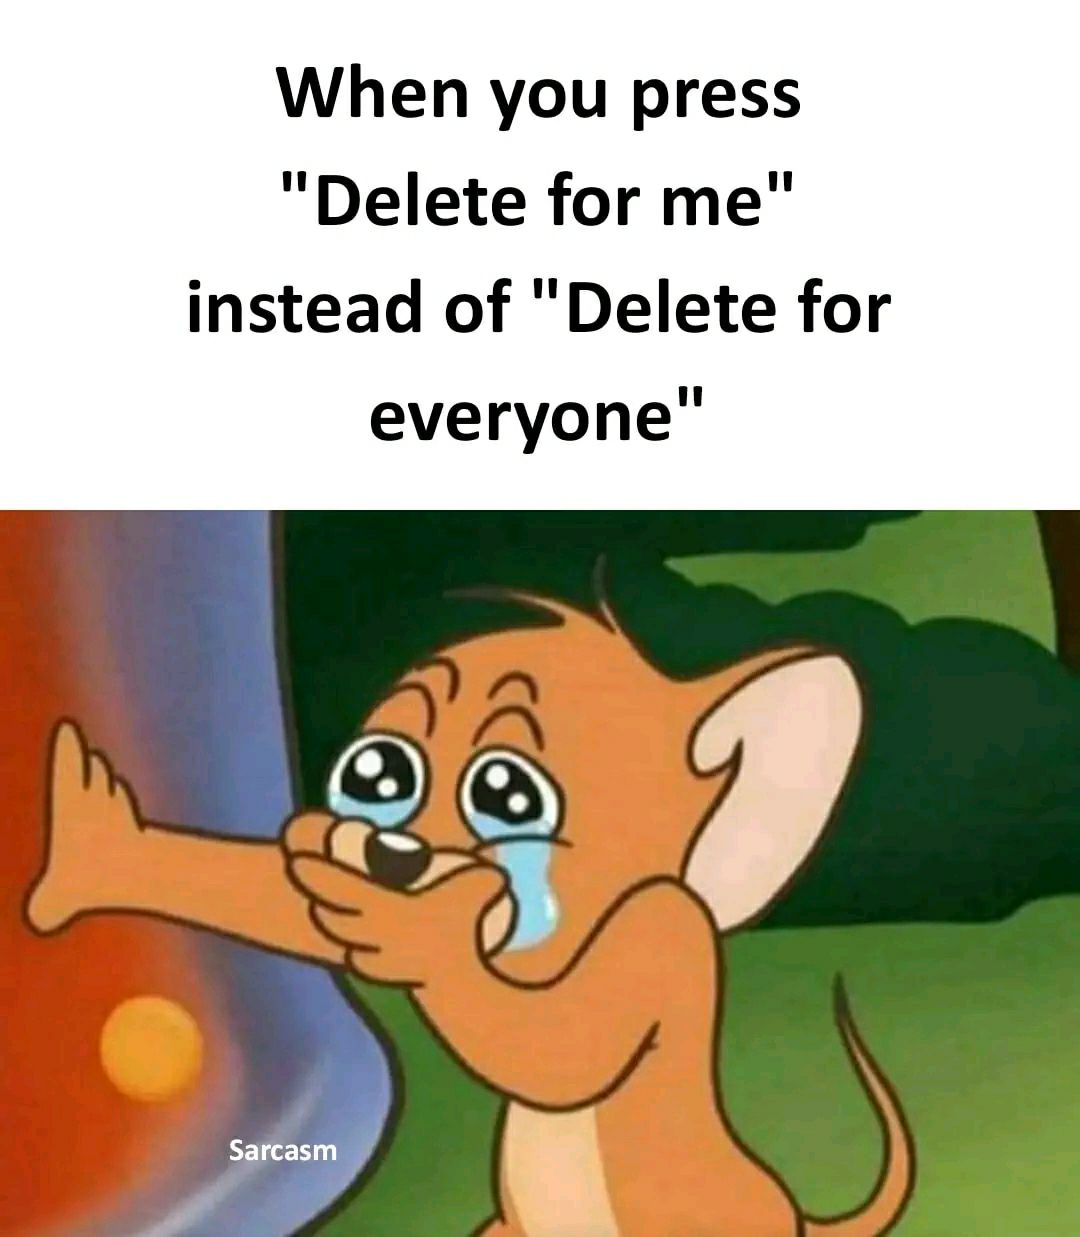 When you press
"Delete for me"
instead of "Delete for
everyone"
Sarcasm